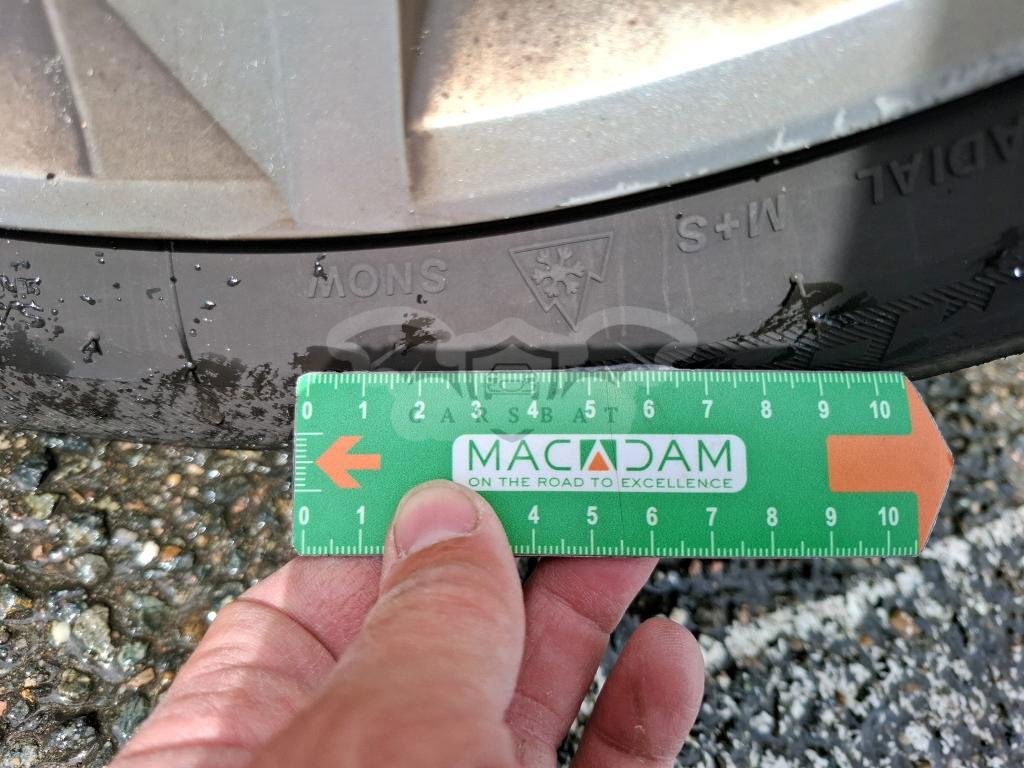 RADIAL
M+S
SNOW
A
0 1 2 3 4 5 6 7 8 9 10
CARSBAT
MACADAM
ON THE ROAD TO EXCELLENCE
0 1 4 5 6 7 8 9 10